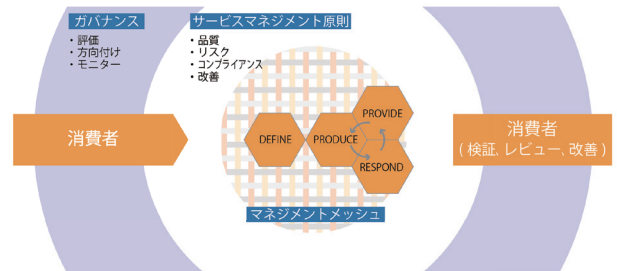 ガバナンス
・評価
・方向付け
・モニター
サービスマネジメント原則
・品質
・リスク
・コンプライアンス
・改善
消費者
DEFINE
PRODUCE
PROVIDE
RESPOND
マネジメントメッシュ
消費者
( 検証、レビュー、改善 )